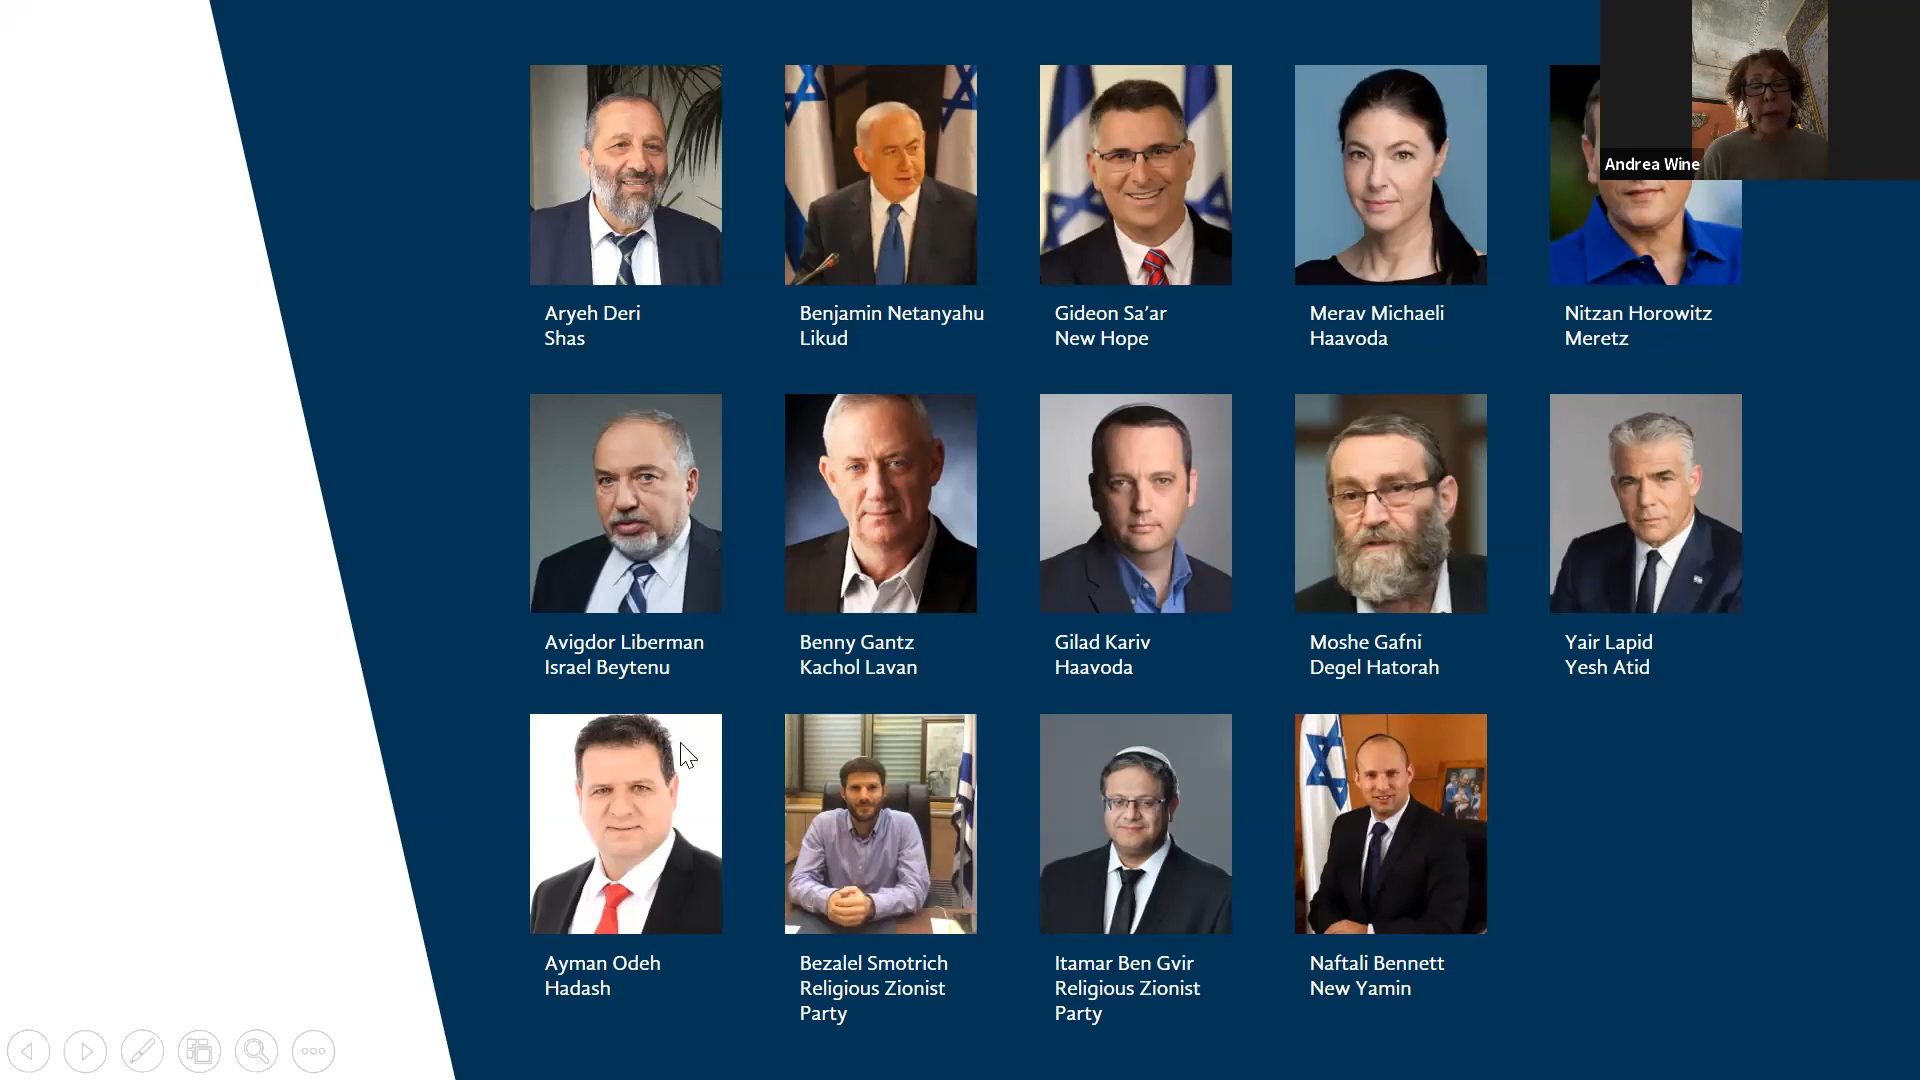 Andrea Wine
Aryeh Deri
Shas
Benjamin Netanyahu
Likud
Gideon Sa’ar
New Hope
Merav Michaeli
Haavoda
Nitzan Horowitz
Meretz
Avigdor Liberman
Israel Beytenu
Benny Gantz
Kachol Lavan
Gilad Kariv
Haavoda
Moshe Gafni
Degel Hatorah
Yair Lapid
Yesh Atid
Ayman Odeh
Hadash
Bezalel Smotrich
Religious Zionist
Party
Itamar Ben Gvir
Religious Zionist
Party
Naftali Bennett
New Yamin